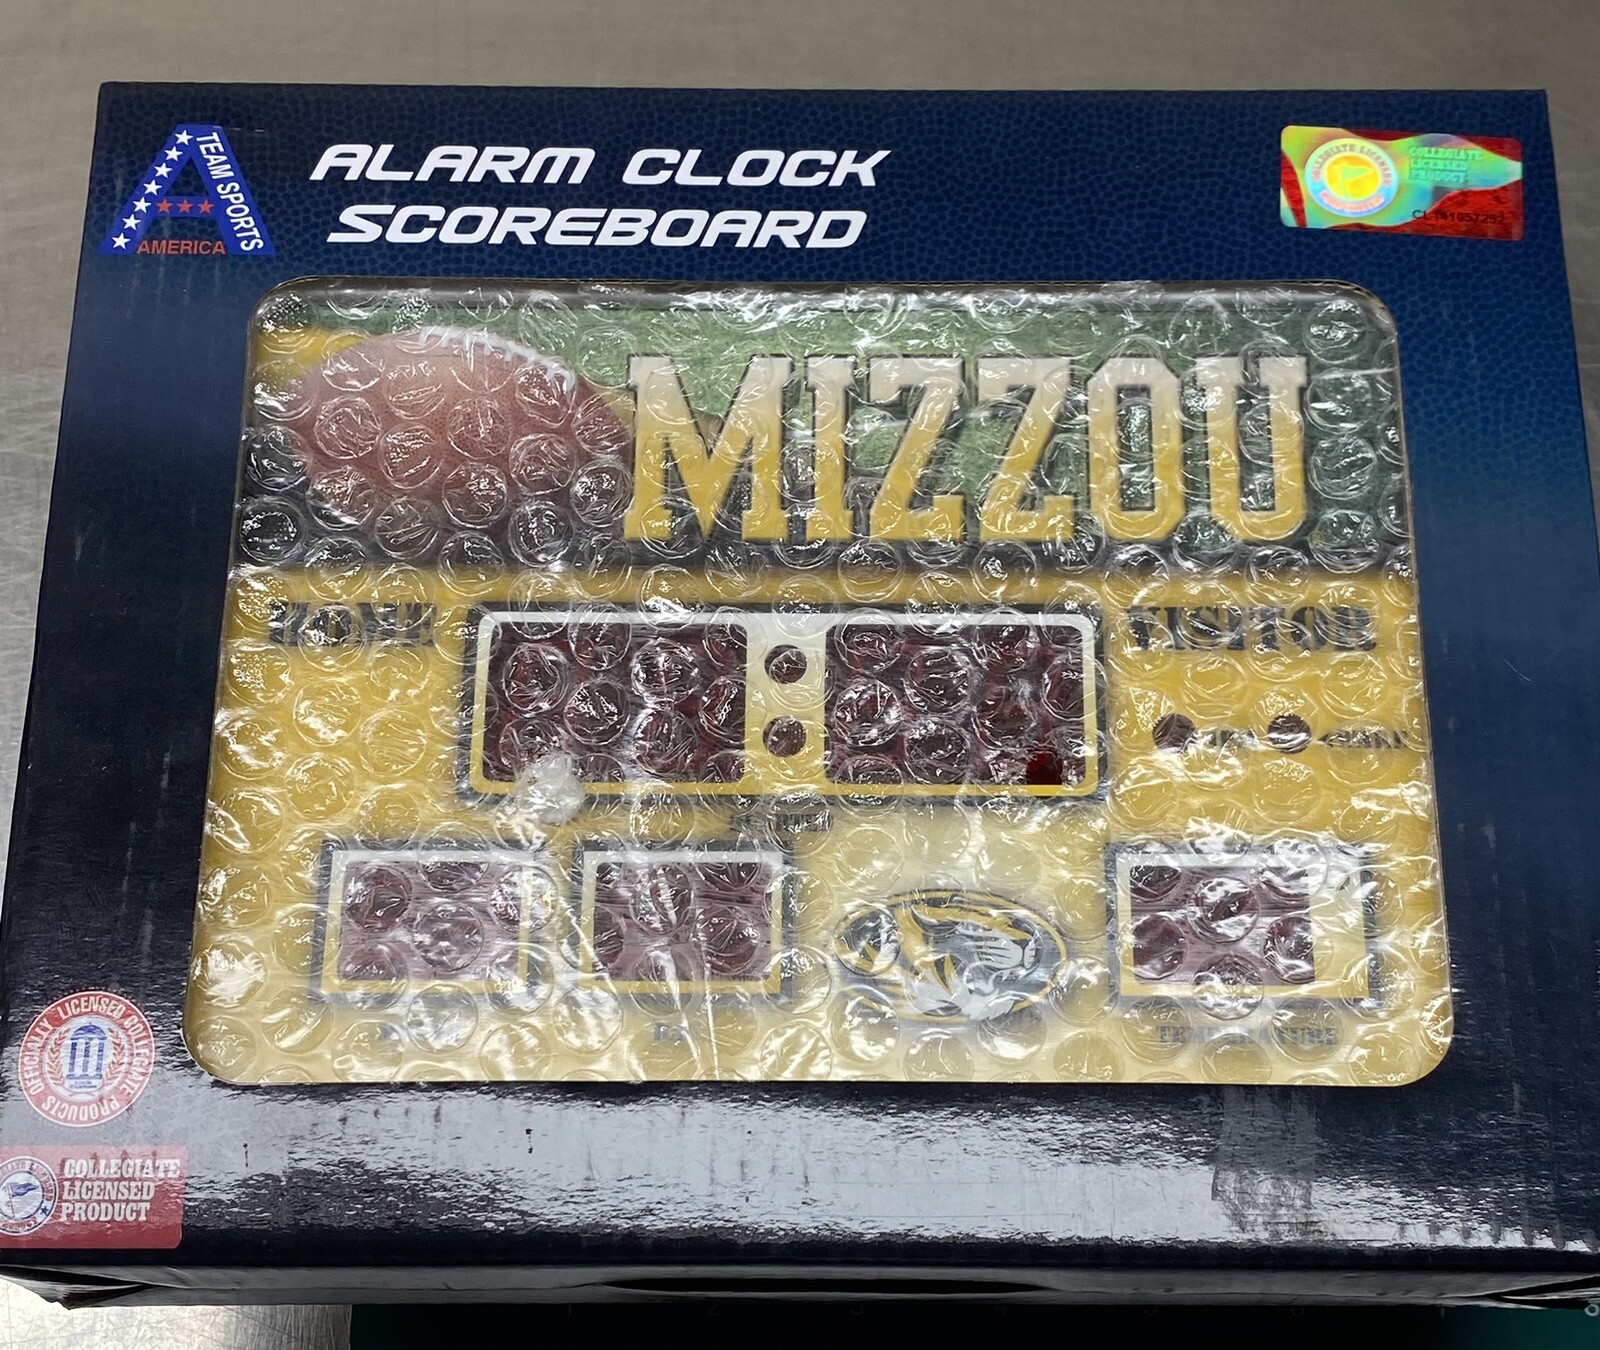 TEAM SPORTS
AMERICA
ALARM CLOCK
SCOREBOARD
COLLEGIATE
LICENSED
PRODUCT
MIZZOU
HOME
VISITOR
TEMPERATURE
OFFICIALLY LICENSED COLLEGIATE PRODUCTS
COLLEGIATE
LICENSED
PRODUCT